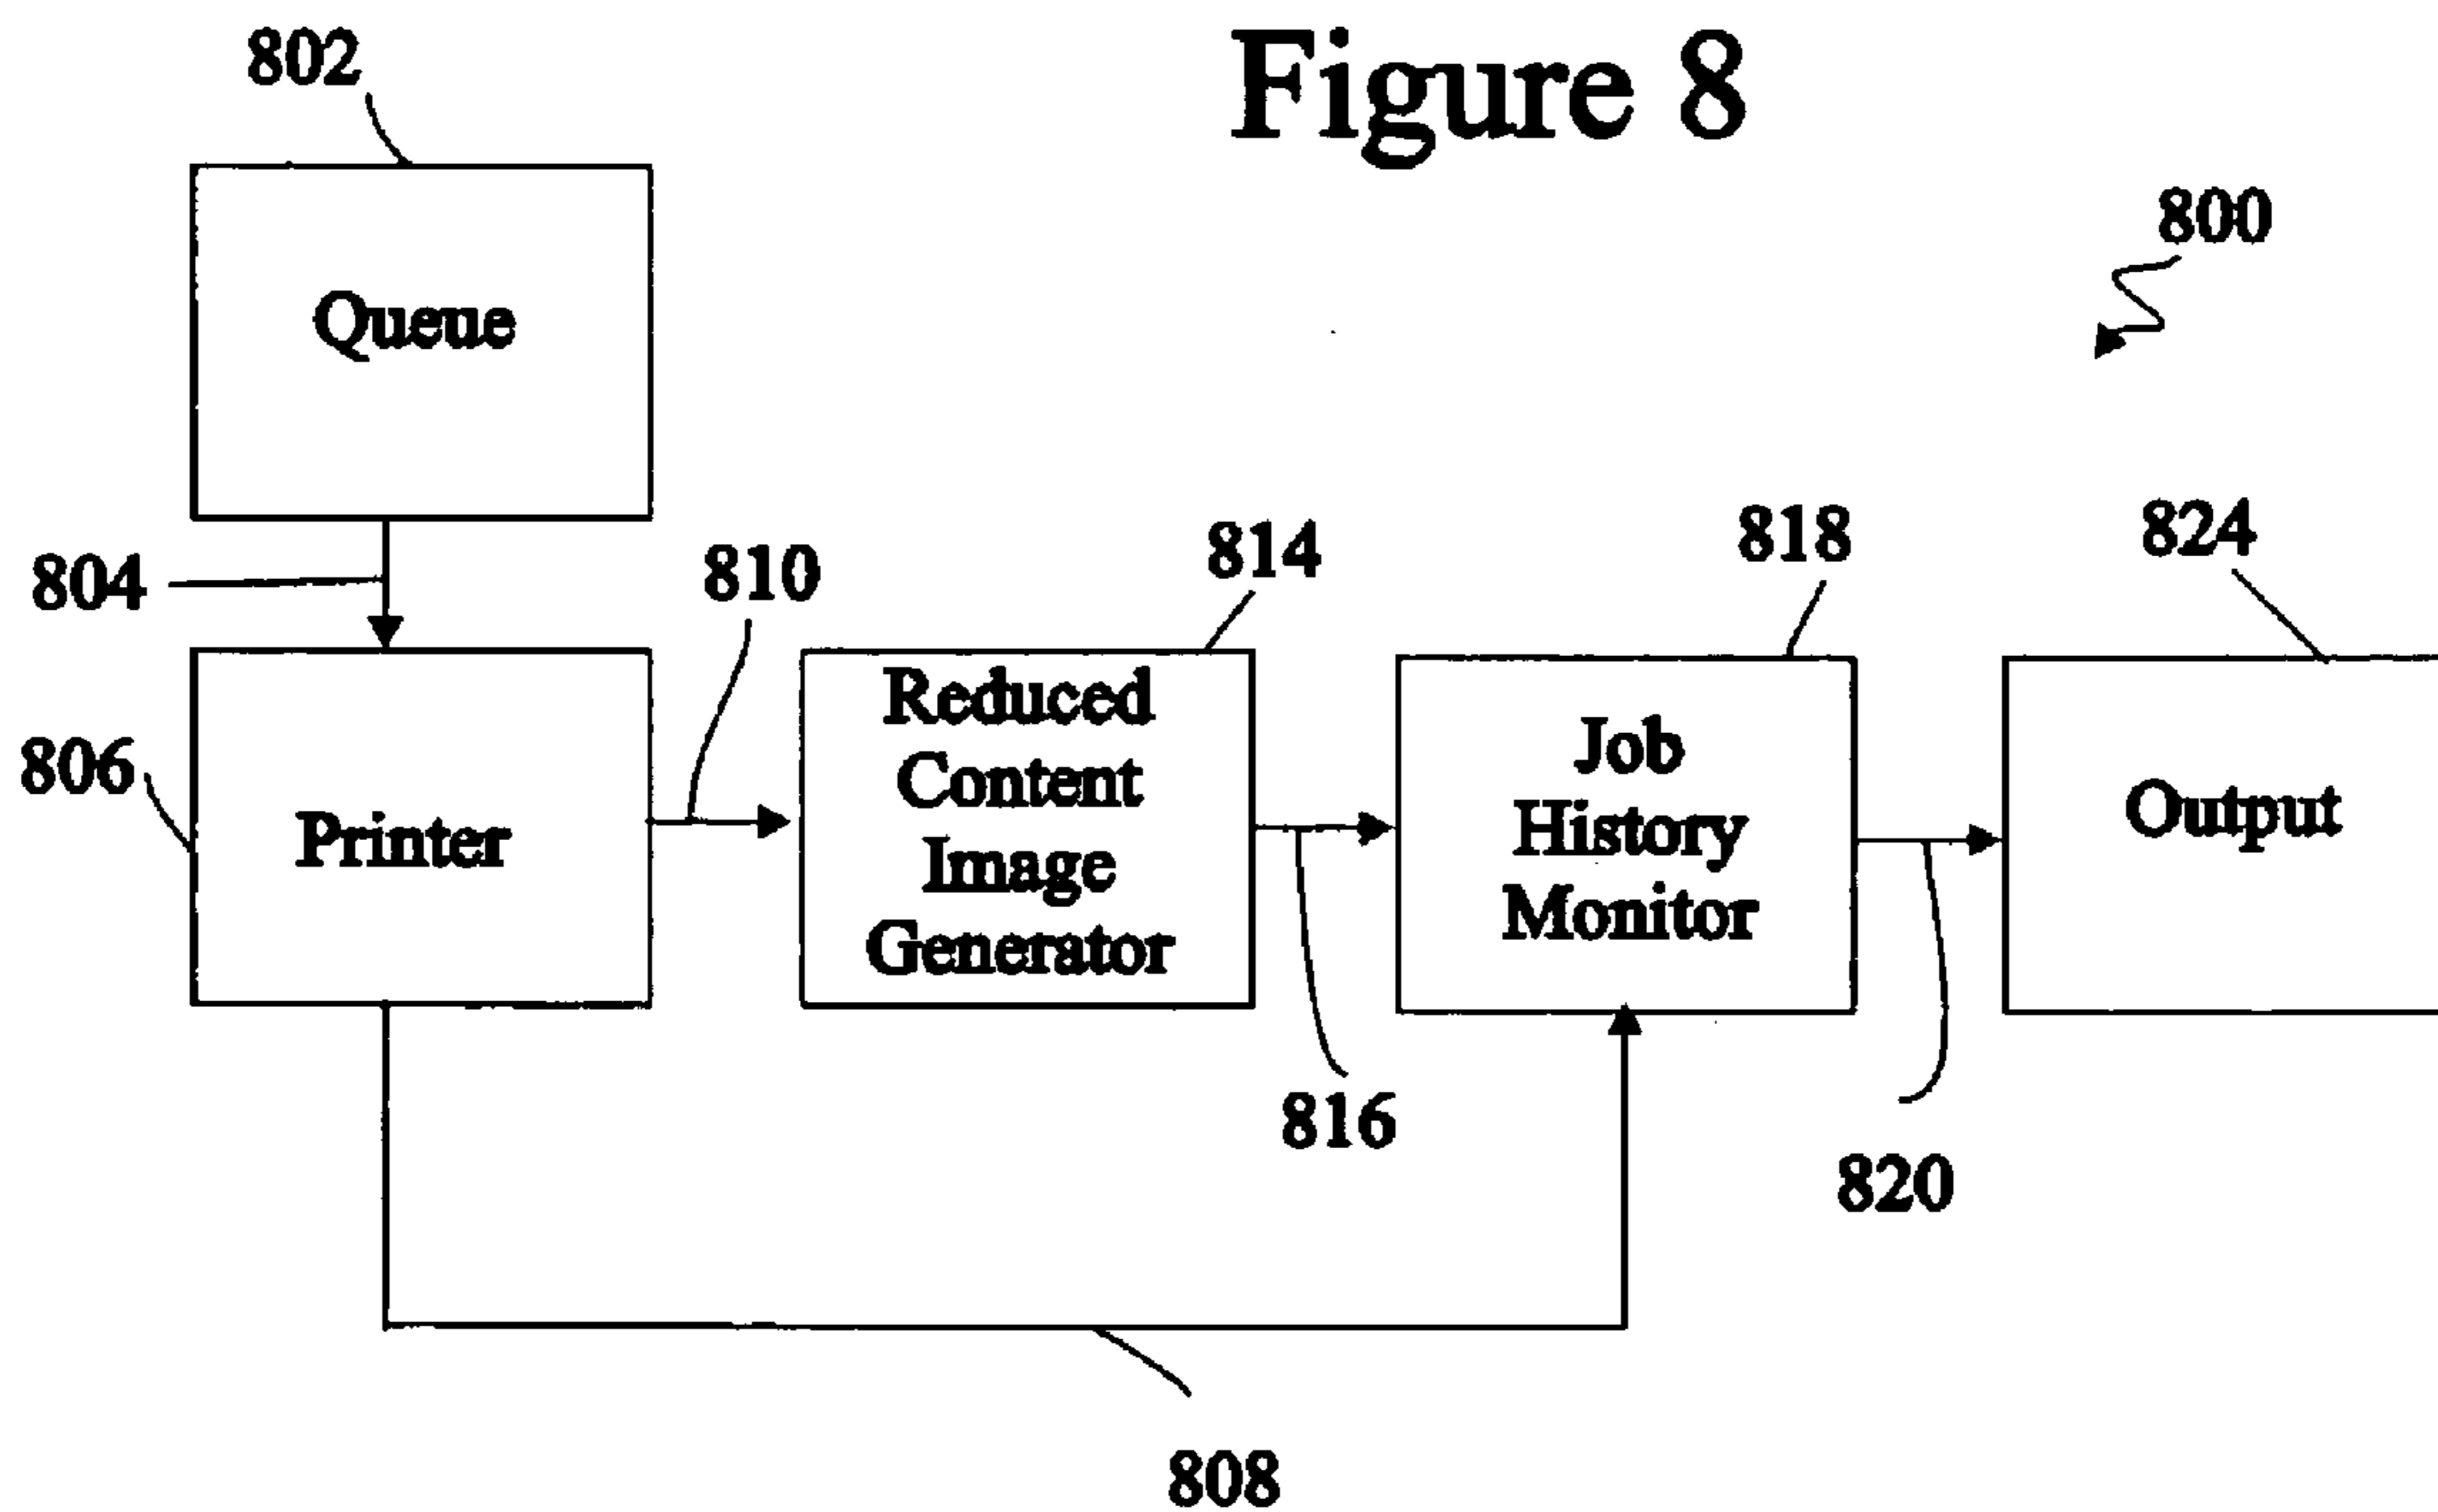 Figure 8
802
800
Queue
804
810
814
818
824
806
Printer
Reduced
Content
Image
Generator
Job
History
Monitor
Output
816
820
808